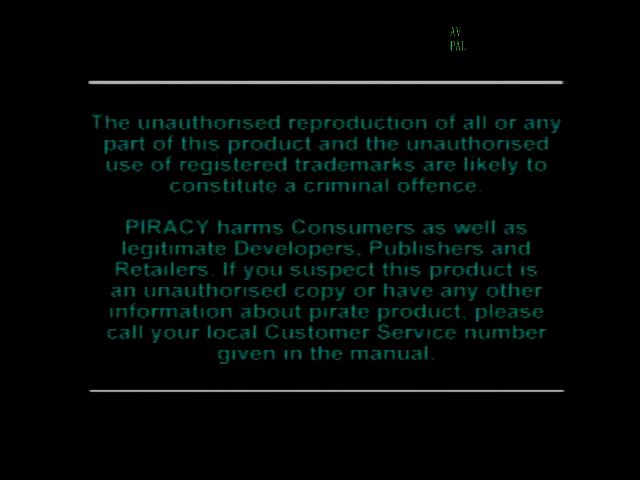 AV
PAL
The unauthorised reproduction of all or any
part of this product and the unauthorised
use of registered trademarks are likely to
constitute a criminal offence.
PIRACY harms Consumers as well as
legitimate Developers, Publishers and
Retailers. If you suspect this product is
an unauthorised copy or have any other
information about pirate product, please
call your local Customer Service number
given in the manual.